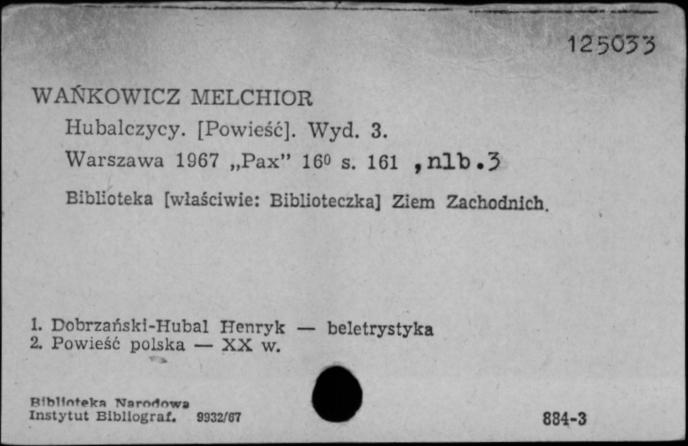 125033
WAŃKOWICZ MELCHIOR
Hubalczycy. [Powieść]. Wyd. 3.
Warszawa 1967 „Pax” 16⁰ s. 161 , nlb.3
Biblioteka [właściwie: Biblioteczka] Ziem Zachodnich.
1. Dobrzański-Hubal Henryk — beletrystyka
2. Powieść polska — XX w.
Biblioteka Narodowa
Instytut Bibliograf. 9932/67
884-3